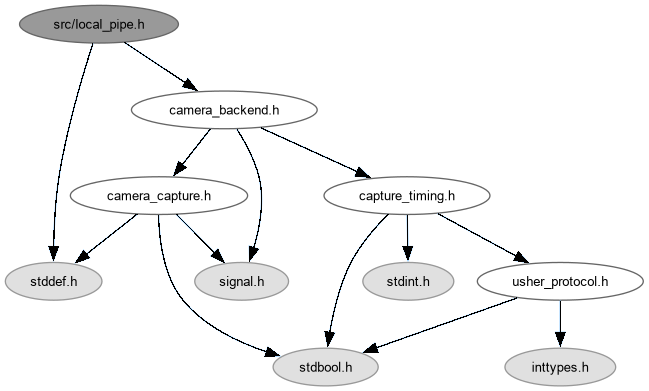 src/local_pipe.h
camera_backend.h
camera_capture.h
capture_timing.h
stddef.h
signal.h
stdint.h
usher_protocol.h
stdbool.h
inttypes.h